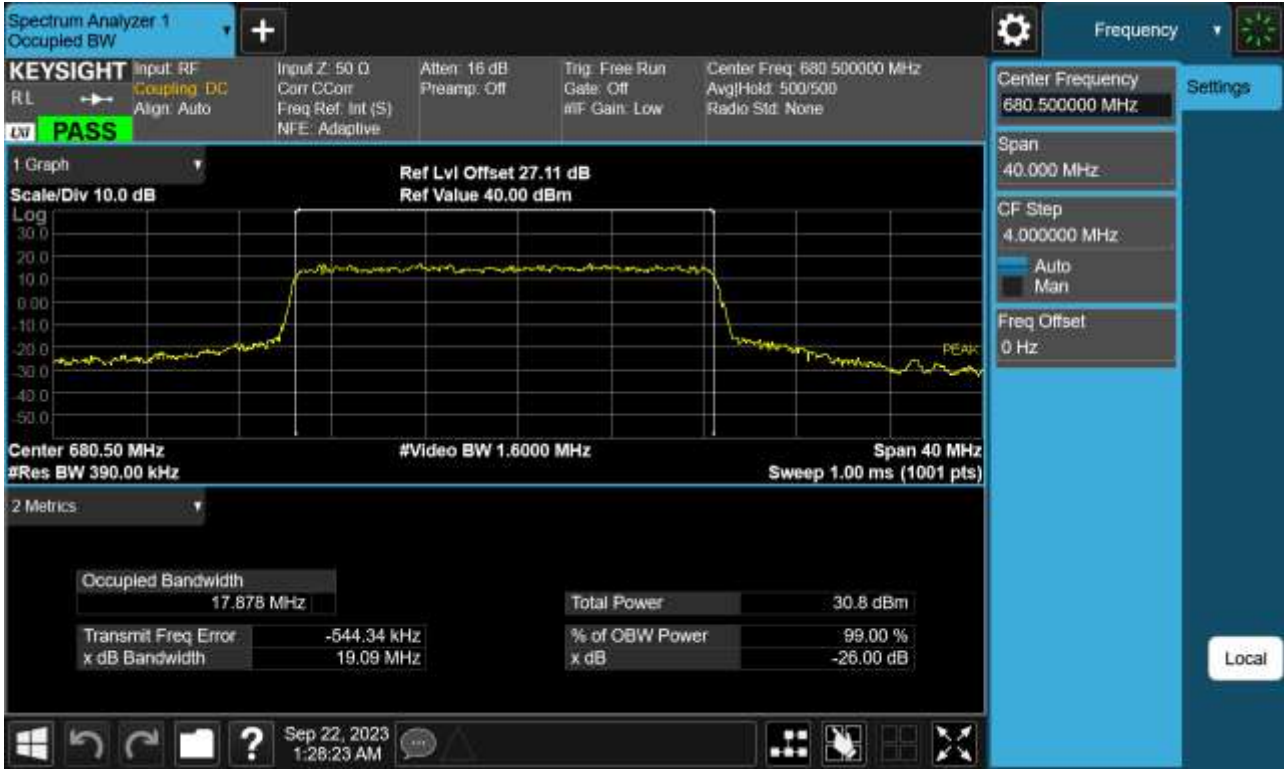 Spectrum Analyzer 1
Occupied BW
Frequency
KEYSIGHT
RL
LXI
PASS
Input: RF
Coupling: DC
Align: Auto
Input Z: 50 Ω
Corr CCorr
Freq Ref: Int (S)
NFE: Adaptive
Atten: 16 dB
Preamp: Off
Trig: Free Run
Gate: Off
#IF Gain: Low
Center Freq: 680.500000 MHz
Avg|Hold: 500/500
Radio Std: None
1 Graph
Scale/Div 10.0 dB
Ref Lvl Offset 27.11 dB
Ref Value 40.00 dBm
Log
30.0
20.0
10.0
0.00
-10.0
-20.0
-30.0
-40.0
-50.0
PEAK
Center 680.50 MHz
#Video BW 1.6000 MHz
Span 40 MHz
#Res BW 390.00 kHz
Sweep 1.00 ms (1001 pts)
2 Metrics
Occupied Bandwidth
17.878 MHz
Total Power 30.8 dBm
Transmit Freq Error -544.34 kHz
% of OBW Power 99.00 %
x dB Bandwidth 19.09 MHz
x dB -26.00 dB
Center Frequency
680.500000 MHz
Settings
Span
40.000 MHz
CF Step
4.000000 MHz
Auto
Man
Freq Offset
0 Hz
Local
?
Sep 22, 2023
1:28:23 AM